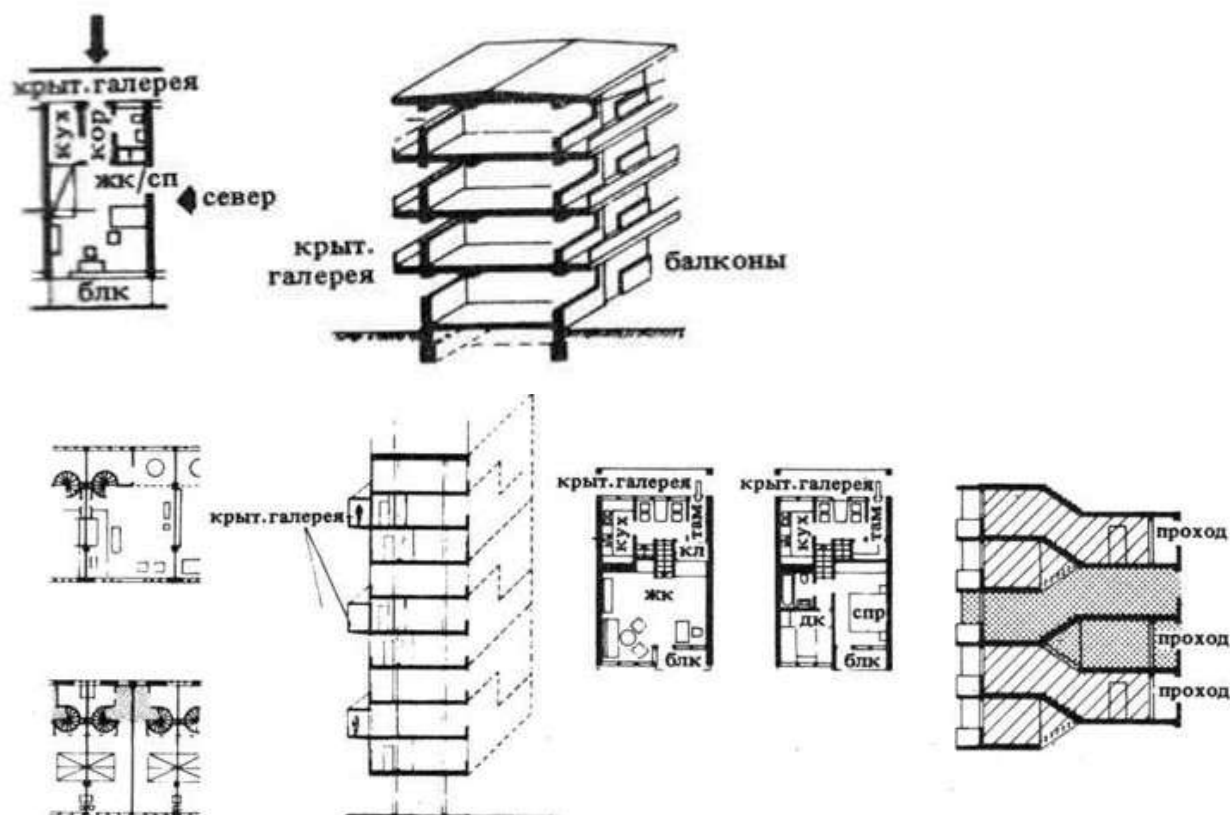 крыт.галерея
кух
кор
жк/сп
север
блк
крыт.
галерея
балконы
крыт.галерея
крыт.галерея
кух
там
кл
жк
блк
крыт.галерея
кух
там
дк
спр
блк
проход
проход
проход